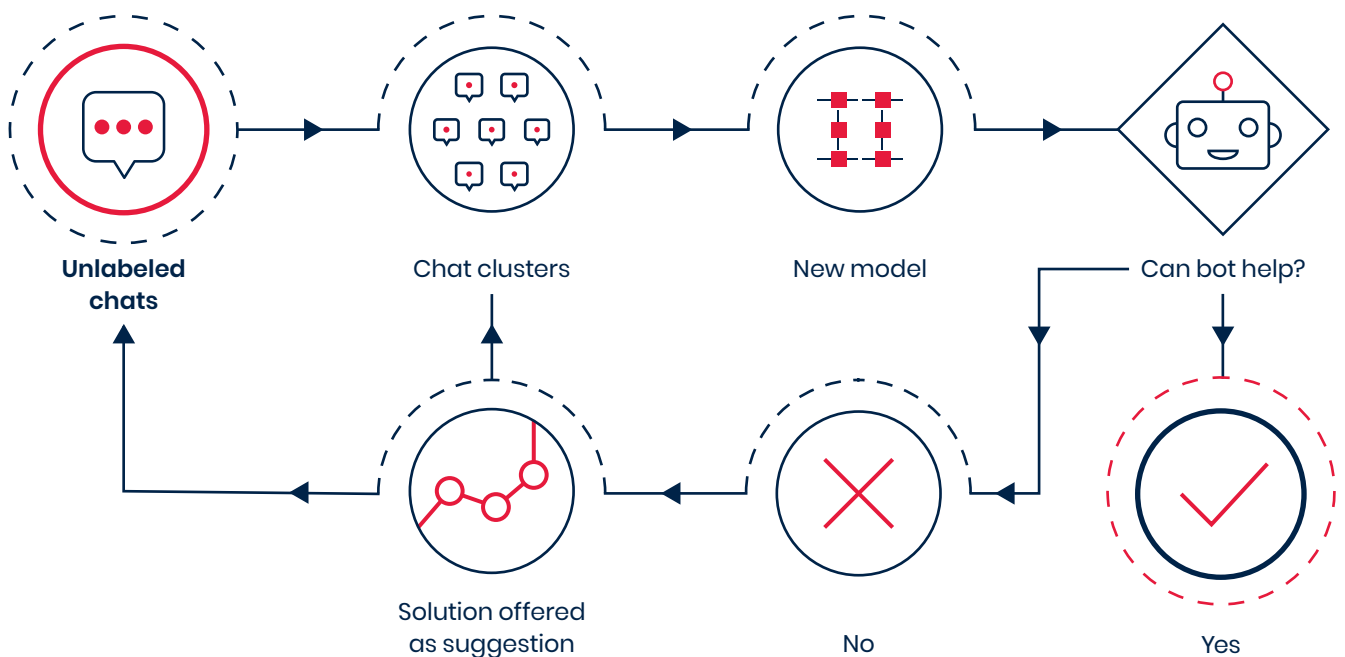 Unlabeled
chats
Chat clusters
New model
Can bot help?
Solution offered
as suggestion
No
Yes